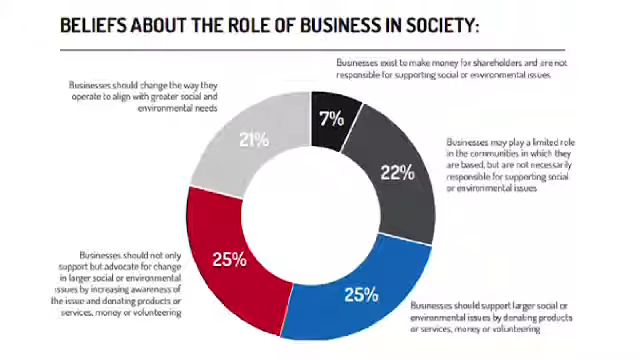 BELIEFS ABOUT THE ROLE OF BUSINESS IN SOCIETY:
Businesses exist to make money for shareholders and are not
responsible for supporting social or environmental issues
7%
Businesses may play a limited role
in the communities in which they
are based, but are not necessarily
responsible for supporting social
or environmental issues
22%
Businesses should support larger social or
environmental issues by donating products
or services, money or volunteering
25%
Businesses should not only
support but advocate for change
in larger social or environmental
issues by increasing awareness of
the issue and donating products or
services, money or volunteering
25%
Businesses should change the way they
operate to align with greater social and
environmental needs
21%